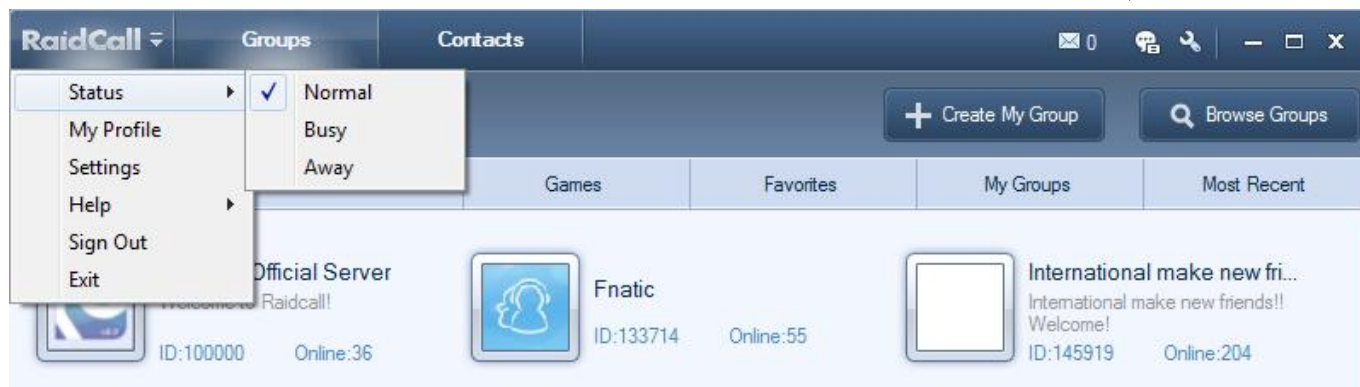 RaidCall
Groups
Contacts
0
Status
My Profile
Settings
Help
Sign Out
Exit
Normal
Busy
Away
Create My Group
Browse Groups
Games
Favorites
My Groups
Most Recent
Official Server
Welcome to Raidcall!
ID:100000 Online:36
Fnatic
ID:133714 Online:55
International make new fri...
International make new friends!!
Welcome!
ID:145919 Online:204